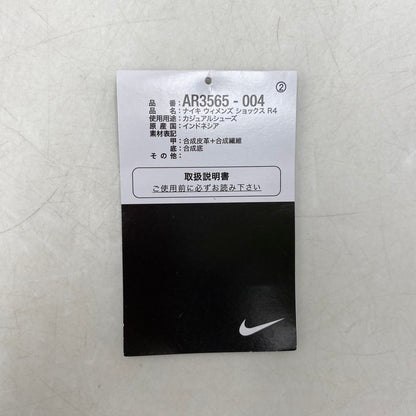 ②
品番：AR3565 - 004
品名：ナイキ ウィメンズ ショックス R4
使用用途：カジュアルシューズ
原産国：インドネシア
素材表記
甲：合成皮革＋合成繊維
底：合成底
その他：
取扱説明書
ご使用前に必ずお読み下さい